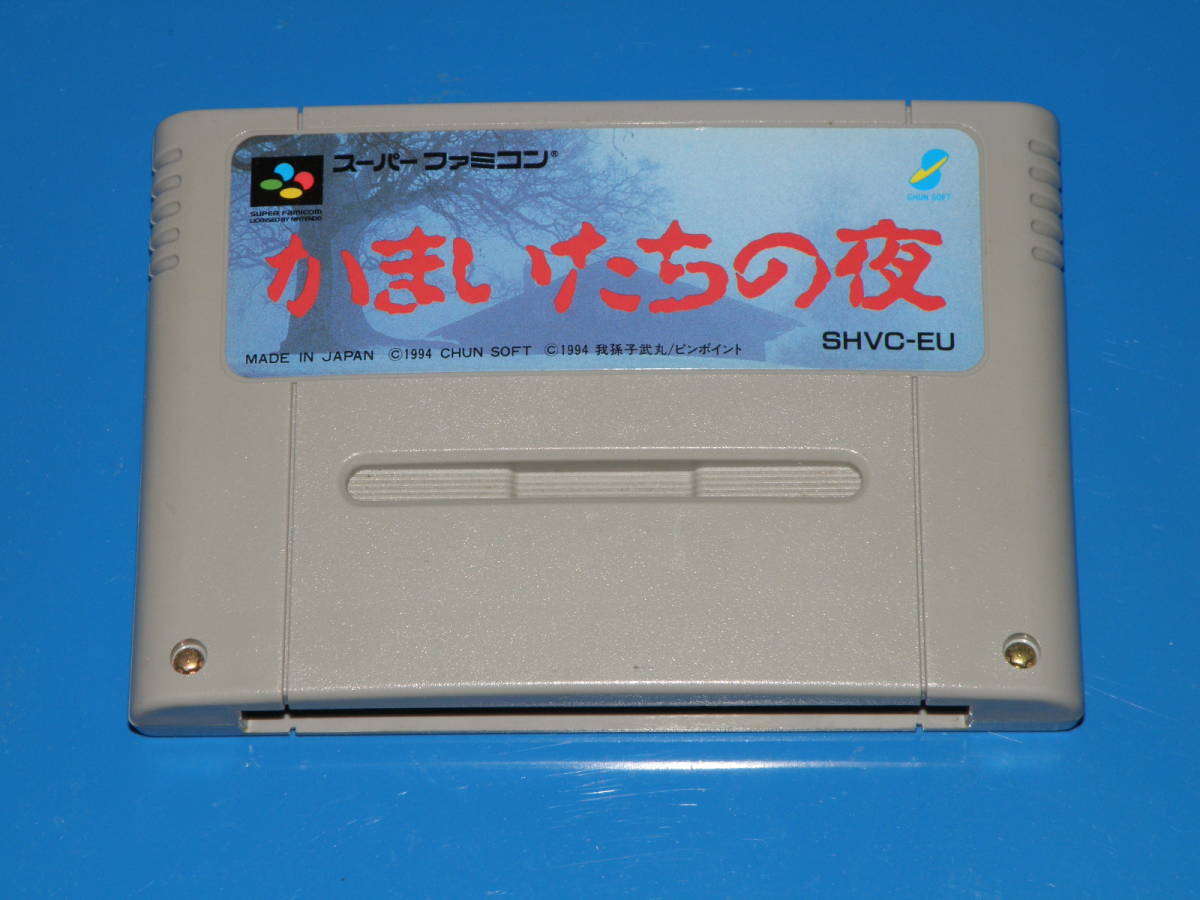 スーパーファミコン®
SUPER FAMICOM
LICENSED BY NINTENDO
CHUN SOFT
かまいたちの夜
SHVC-EU
MADE IN JAPAN ©1994 CHUN SOFT ©1994 我孫子武丸/ピンポイント